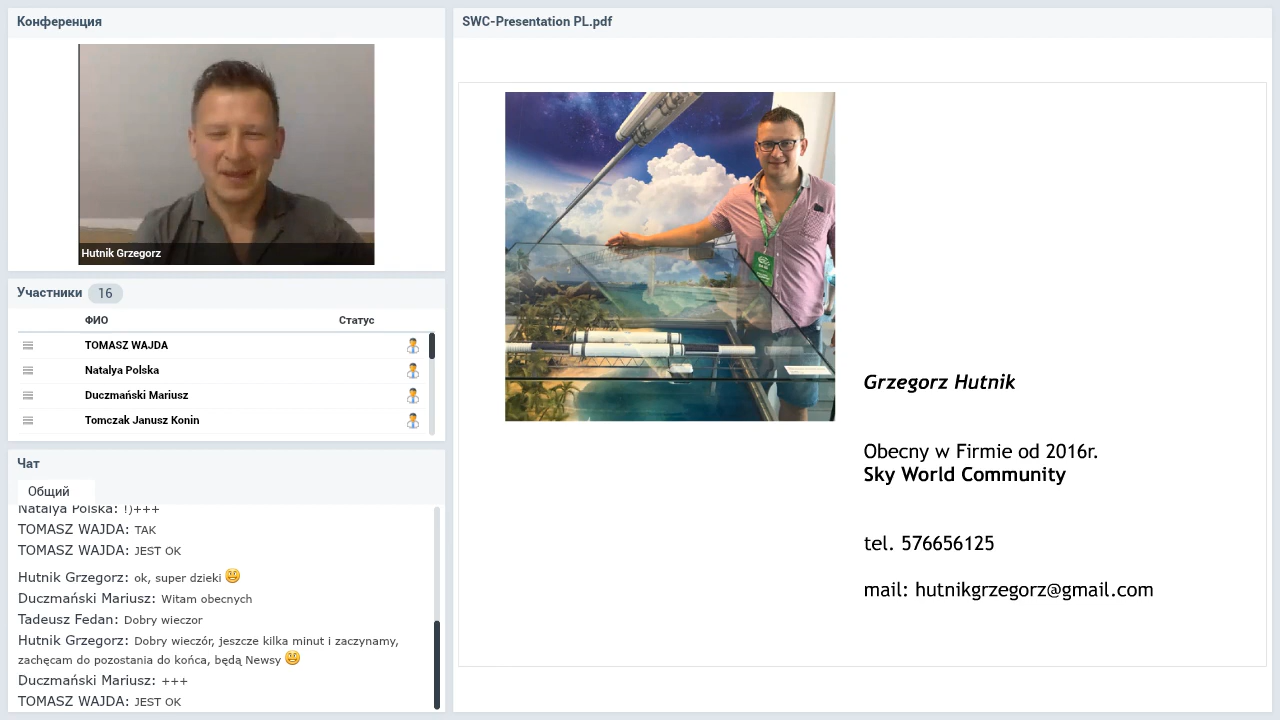 Конференция
Hutnik Grzegorz
Участники 16
ФИО Статус
TOMASZ WAJDA
Natalya Polska
Duczmański Mariusz
Tomczak Janusz Konin
Чат
Общий
Natalya Polska: !)+++
TOMASZ WAJDA: TAK
TOMASZ WAJDA: JEST OK
Hutnik Grzegorz: ok, super dzieki
Duczmański Mariusz: Witam obecnych
Tadeusz Fedan: Dobry wieczor
Hutnik Grzegorz: Dobry wieczór, jeszcze kilka minut i zaczynamy,
zachęcam do pozostania do końca, będą Newsy
Duczmański Mariusz: +++
TOMASZ WAJDA: JEST OK
SWC-Presentation PL.pdf
Grzegorz Hutnik
Obecny w Firmie od 2016r.
Sky World Community
tel. 576656125
mail: hutnikgrzegorz@gmail.com